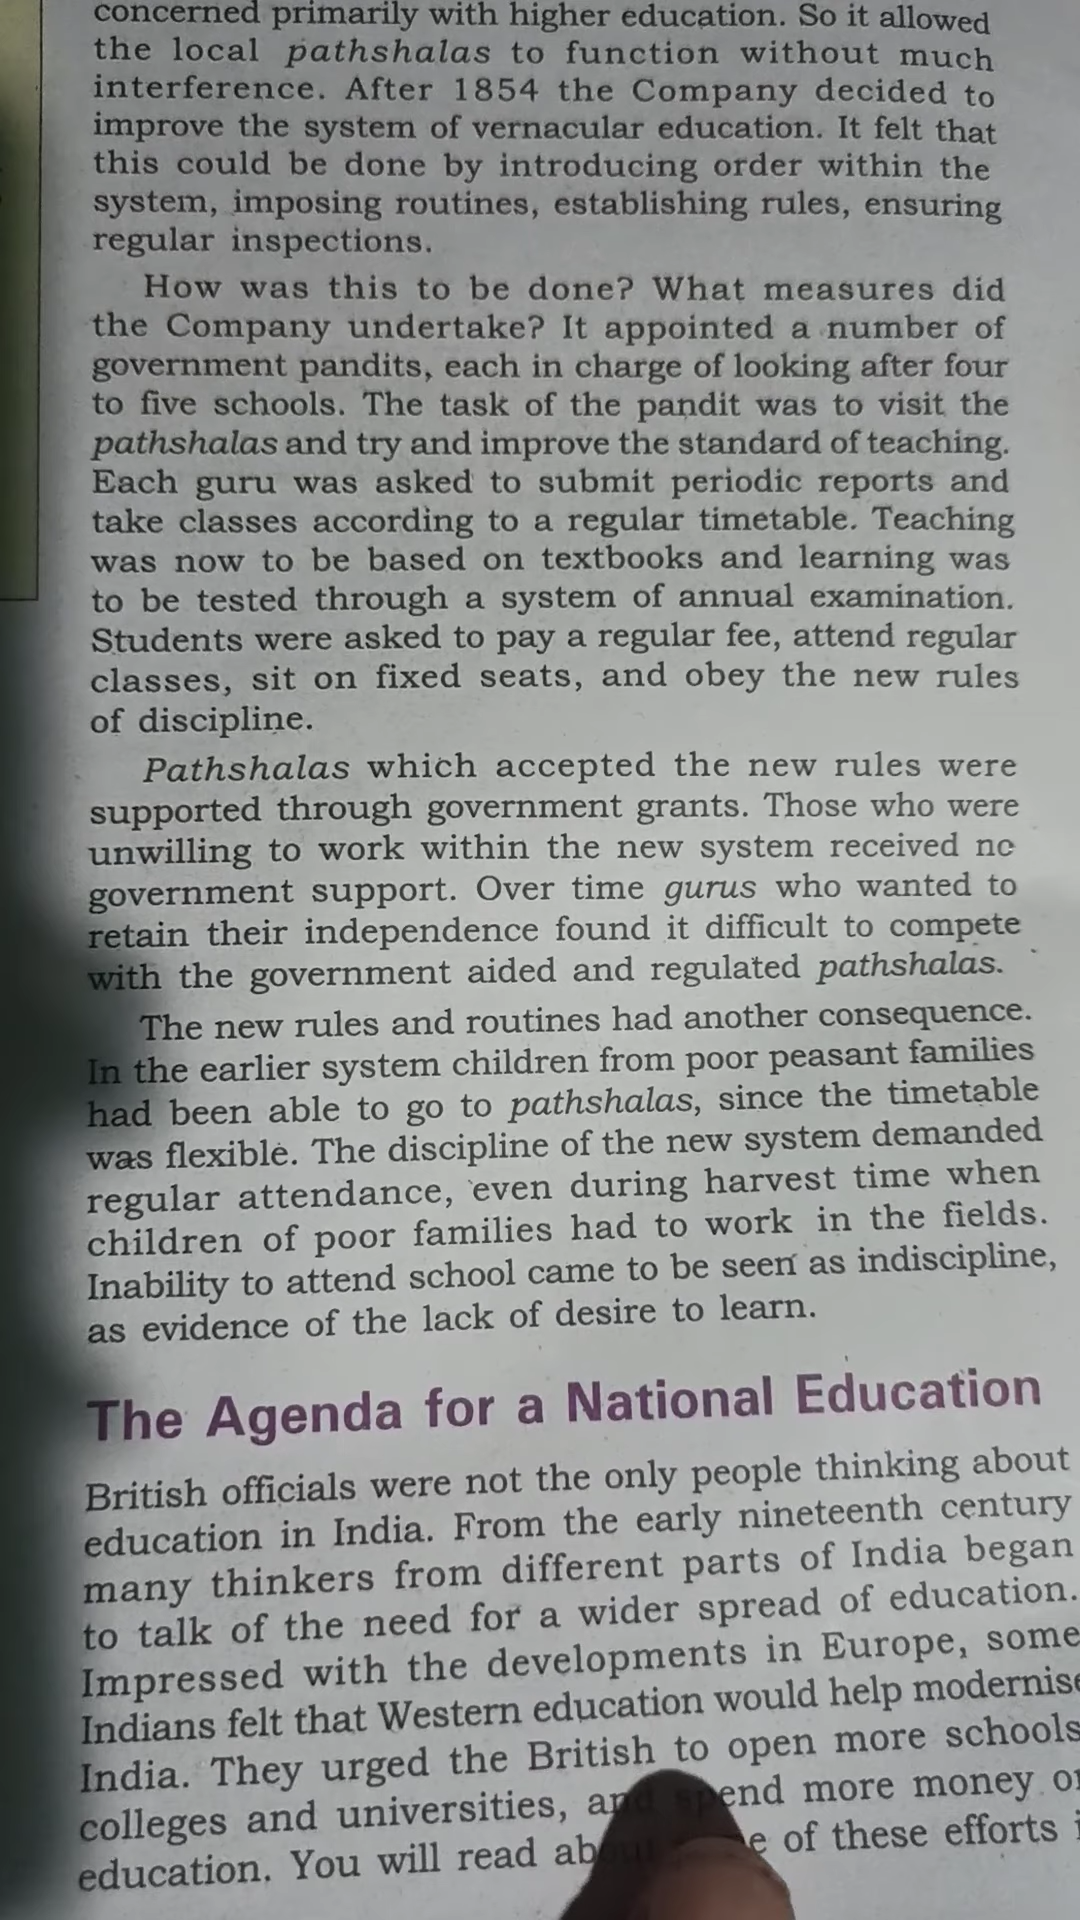 concerned primarily with higher education. So it allowed
the local pathshalas to function without much
interference. After 1854 the Company decided to
improve the system of vernacular education. It felt that
this could be done by introducing order within the
system, imposing routines, establishing rules, ensuring
regular inspections.
How was this to be done? What measures did
the Company undertake? It appointed a number of
government pandits, each in charge of looking after four
to five schools. The task of the pandit was to visit the
pathshalas and try and improve the standard of teaching.
Each guru was asked to submit periodic reports and
take classes according to a regular timetable. Teaching
was now to be based on textbooks and learning was
to be tested through a system of annual examination.
Students were asked to pay a regular fee, attend regular
classes, sit on fixed seats, and obey the new rules
of discipline.
Pathshalas which accepted the new rules were
supported through government grants. Those who were
unwilling to work within the new system received no
government support. Over time gurus who wanted to
retain their independence found it difficult to compete
with the government aided and regulated pathshalas.
The new rules and routines had another consequence.
In the earlier system children from poor peasant families
had been able to go to pathshalas, since the timetable
was flexible. The discipline of the new system demanded
regular attendance, even during harvest time when
children of poor families had to work in the fields.
Inability to attend school came to be seen as indiscipline,
as evidence of the lack of desire to learn.
The Agenda for a National Education
British officials were not the only people thinking about
education in India. From the early nineteenth century
many thinkers from different parts of India began
to talk of the need for a wider spread of education.
Impressed with the developments in Europe, some
Indians felt that Western education would help modernise
India. They urged the British to open more schools
colleges and universities, and spend more money
education. You will read of these efforts